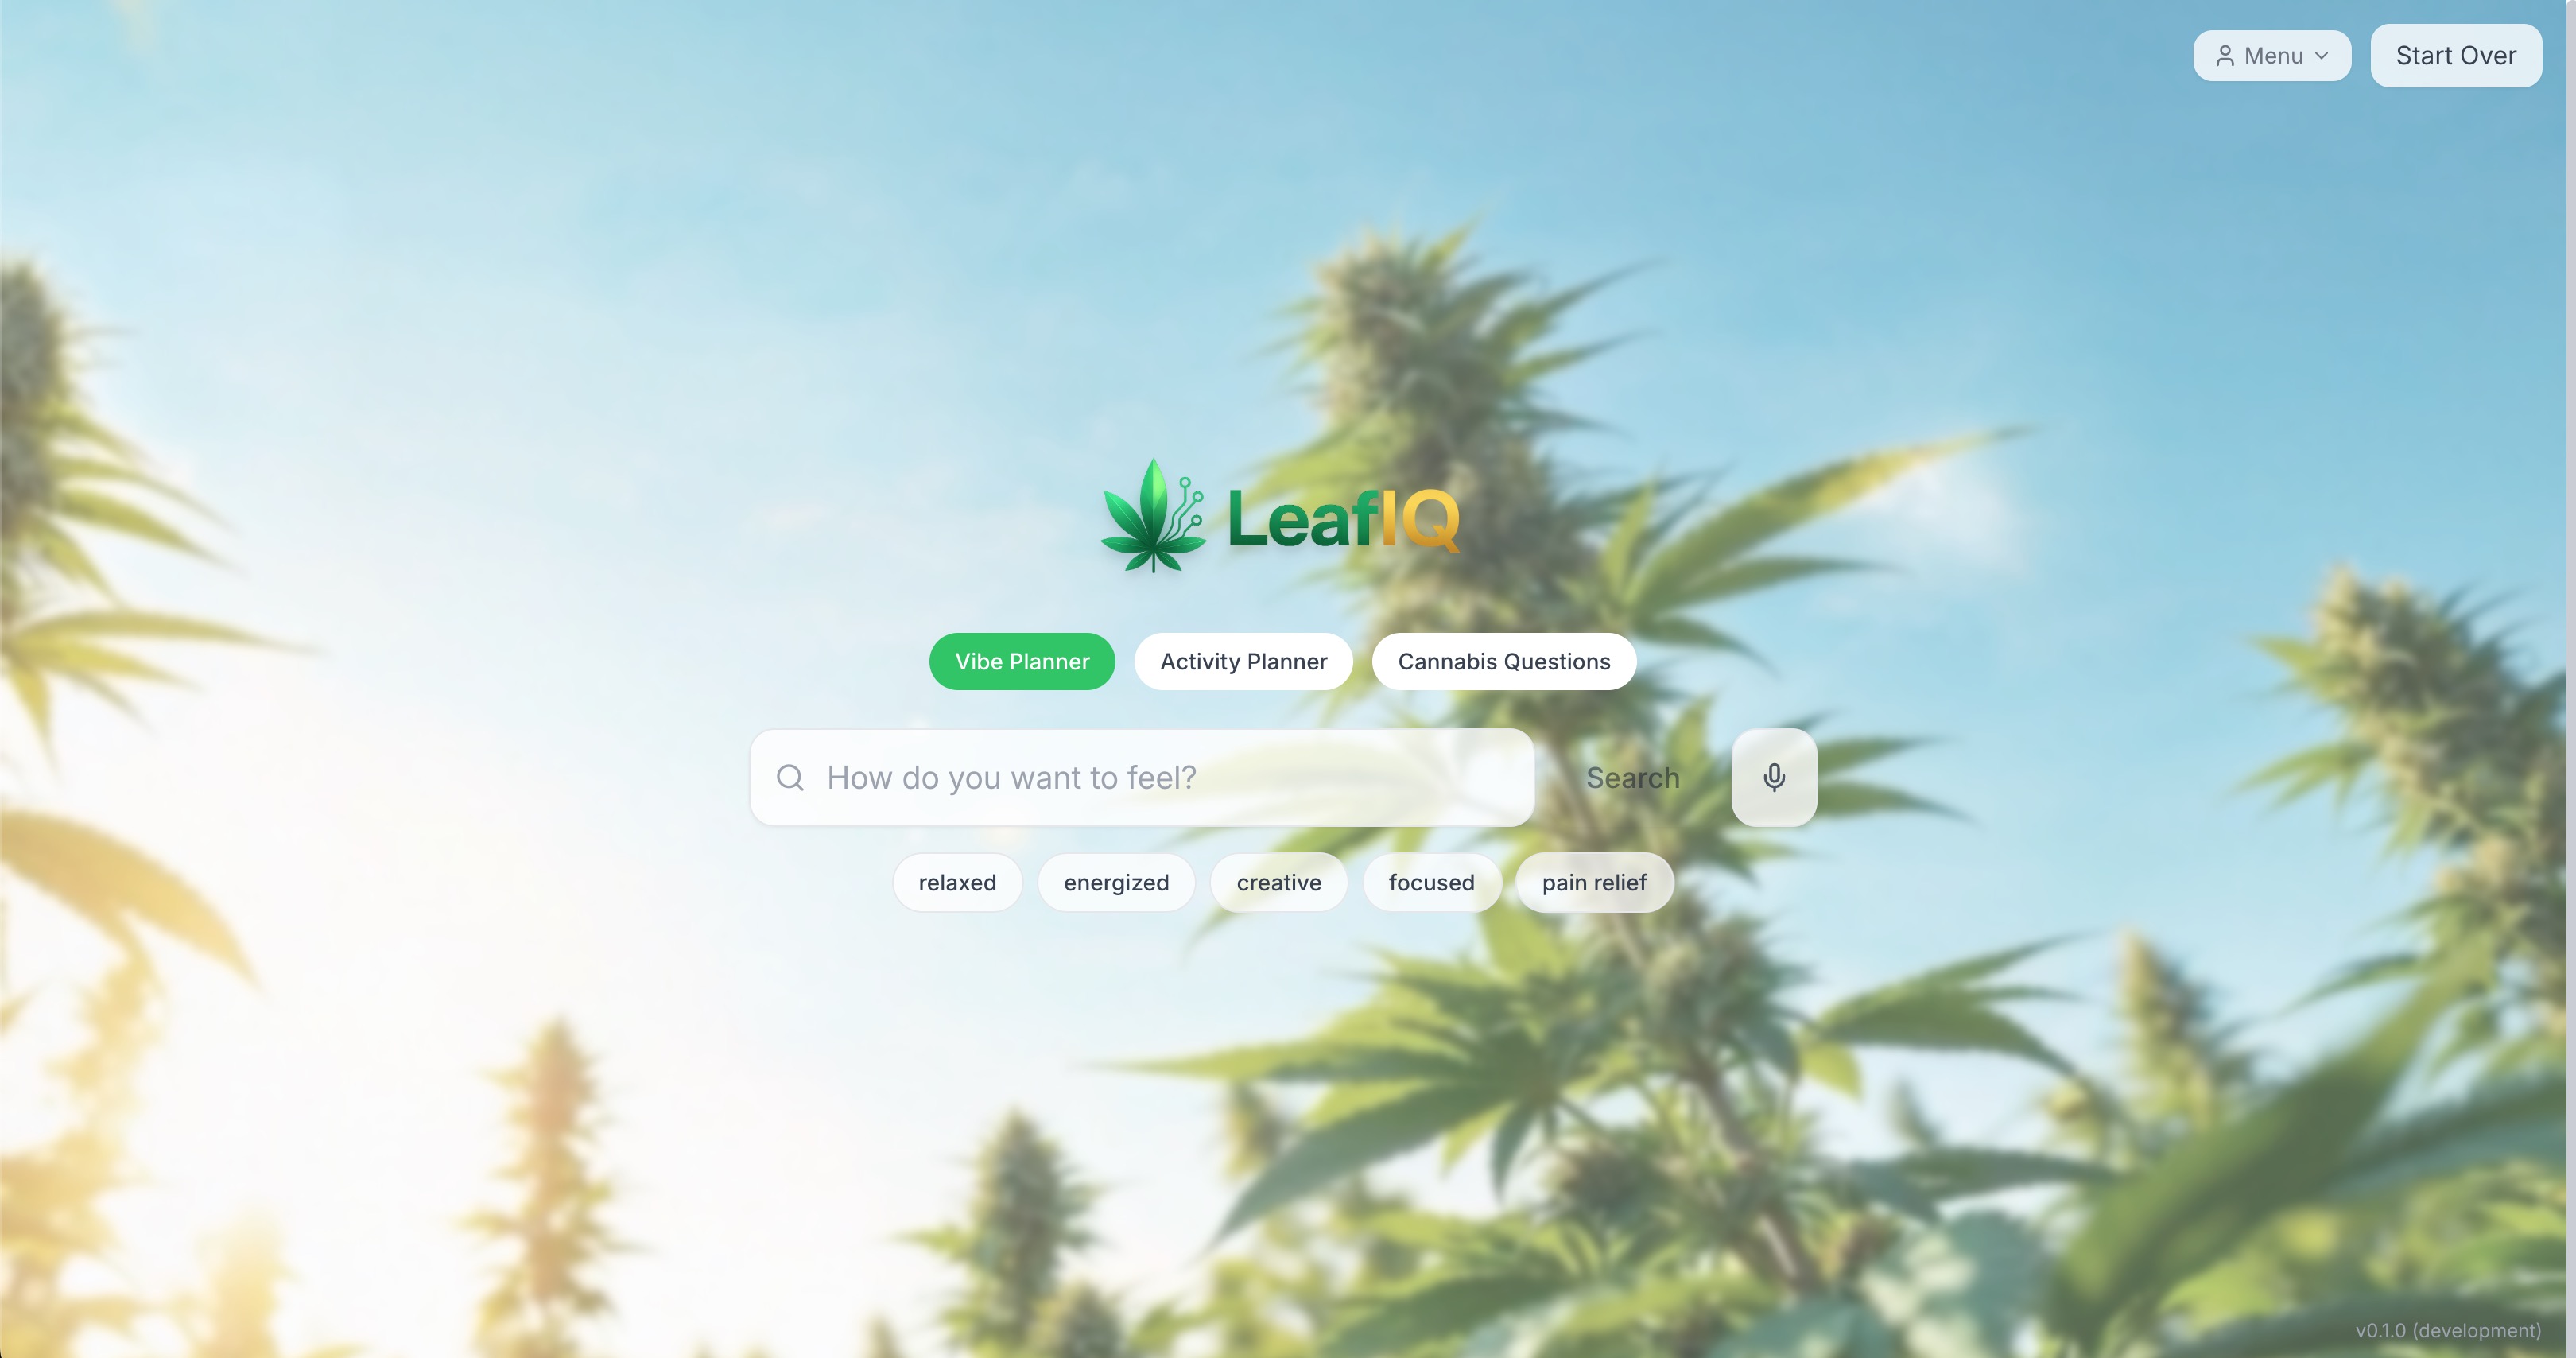 Menu
Start Over
LeafIQ
Vibe Planner Activity Planner Cannabis Questions
How do you want to feel? Search
relaxed energized creative focused pain relief
v0.1.0 (development)